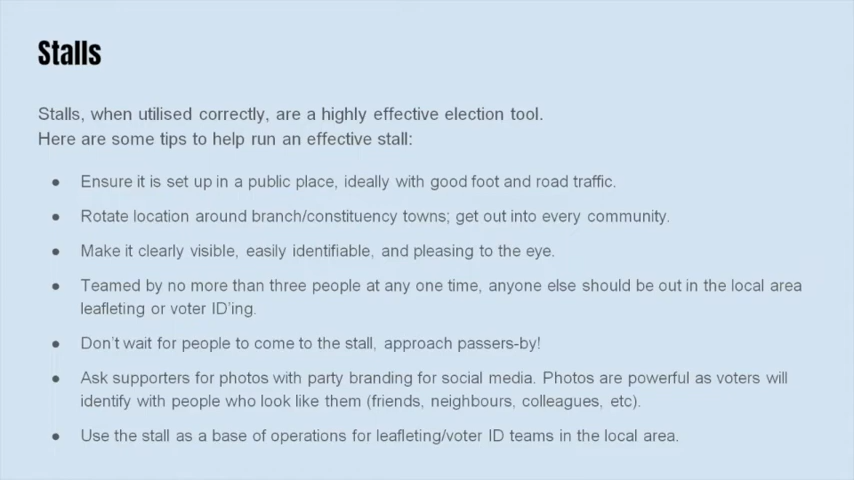 Stalls
Stalls, when utilised correctly, are a highly effective election tool.
Here are some tips to help run an effective stall:
● Ensure it is set up in a public place, ideally with good foot and road traffic.
● Rotate location around branch/constituency towns; get out into every community.
● Make it clearly visible, easily identifiable, and pleasing to the eye.
● Teamed by no more than three people at any one time, anyone else should be out in the local area
leafleting or voter ID'ing.
● Don't wait for people to come to the stall, approach passers-by!
● Ask supporters for photos with party branding for social media. Photos are powerful as voters will
identify with people who look like them (friends, neighbours, colleagues, etc).
● Use the stall as a base of operations for leafleting/voter ID teams in the local area.